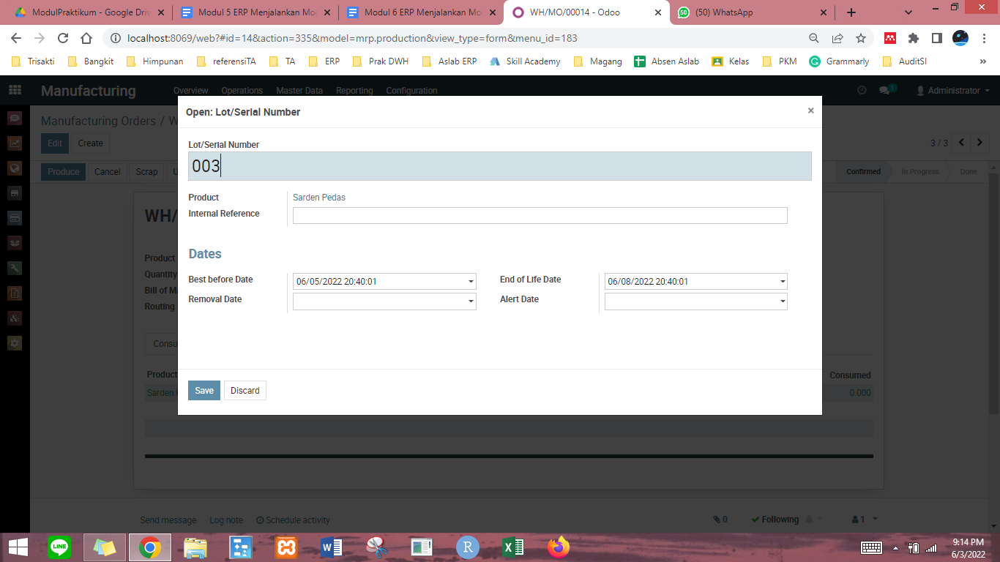 ModulPraktikum - Google Driv
Modul 5 ERP Menjalankan Mo
Modul 6 ERP Menjalankan Mo
WH/MO/00014 - Odoo
(50) WhatsApp
localhost:8069/web?#id=14&action=335&model=mrp.production&view_type=form&menu_id=183
Trisakti
Bangkit
Himpunan
referensiTA
TA
ERP
Prak DWH
Aslab ERP
Skill Academy
Magang
Absen Aslab
Kelas
PKM
Grammarly
AuditSI
»
Manufacturing
Overview
Operations
Master Data
Reporting
Configuration
1
Administrator
Manufacturing Orders / W
Edit
Create
3 / 3
Produce
Cancel
Scrap
U
Confirmed
In Progress
Done
WH/
Product
Quantity
Bill of M
Routing
Consu
Product
Consumed
Sarden
0.000
Open: Lot/Serial Number
×
Lot/Serial Number
003
Product
Sarden Pedas
Internal Reference
Dates
Best before Date
06/05/2022 20:40:01
End of Life Date
06/08/2022 20:40:01
Removal Date
Alert Date
Save
Discard
Send message
Log note
Schedule activity
0
Following
1
LINE
9:14 PM
6/3/2022